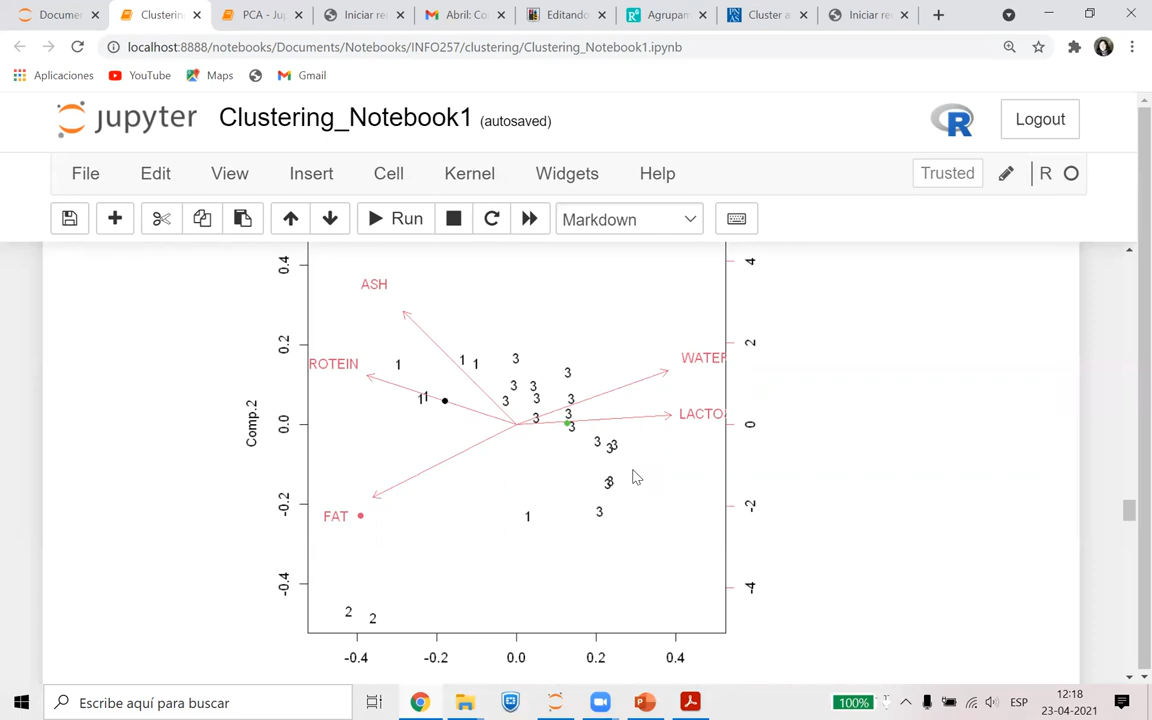 Documen
Clustering
PCA - Jup
Iniciar re
Abril: Co
Editando
Agrupam
Cluster a
Iniciar re
localhost:8888/notebooks/Documents/Notebooks/INFO257/clustering/Clustering_Notebook1.ipynb
Aplicaciones YouTube Maps Gmail
jupyter Clustering_Notebook1 (autosaved) R Logout
File Edit View Insert Cell Kernel Widgets Help Trusted R
Run Markdown
0.4 4
ASH
0.2 2
ROTEIN 1 1 1 3 3 WATER
3 3 3 3 3
1 1
Comp.2 0.0 3 3 3 LACTO 0
3 3 3
3 3
-0.2 -2
FAT 1 3
-0.4 -4
2 2
-0.4 -0.2 0.0 0.2 0.4
Escribe aquí para buscar 100% ESP 12:18
23-04-2021